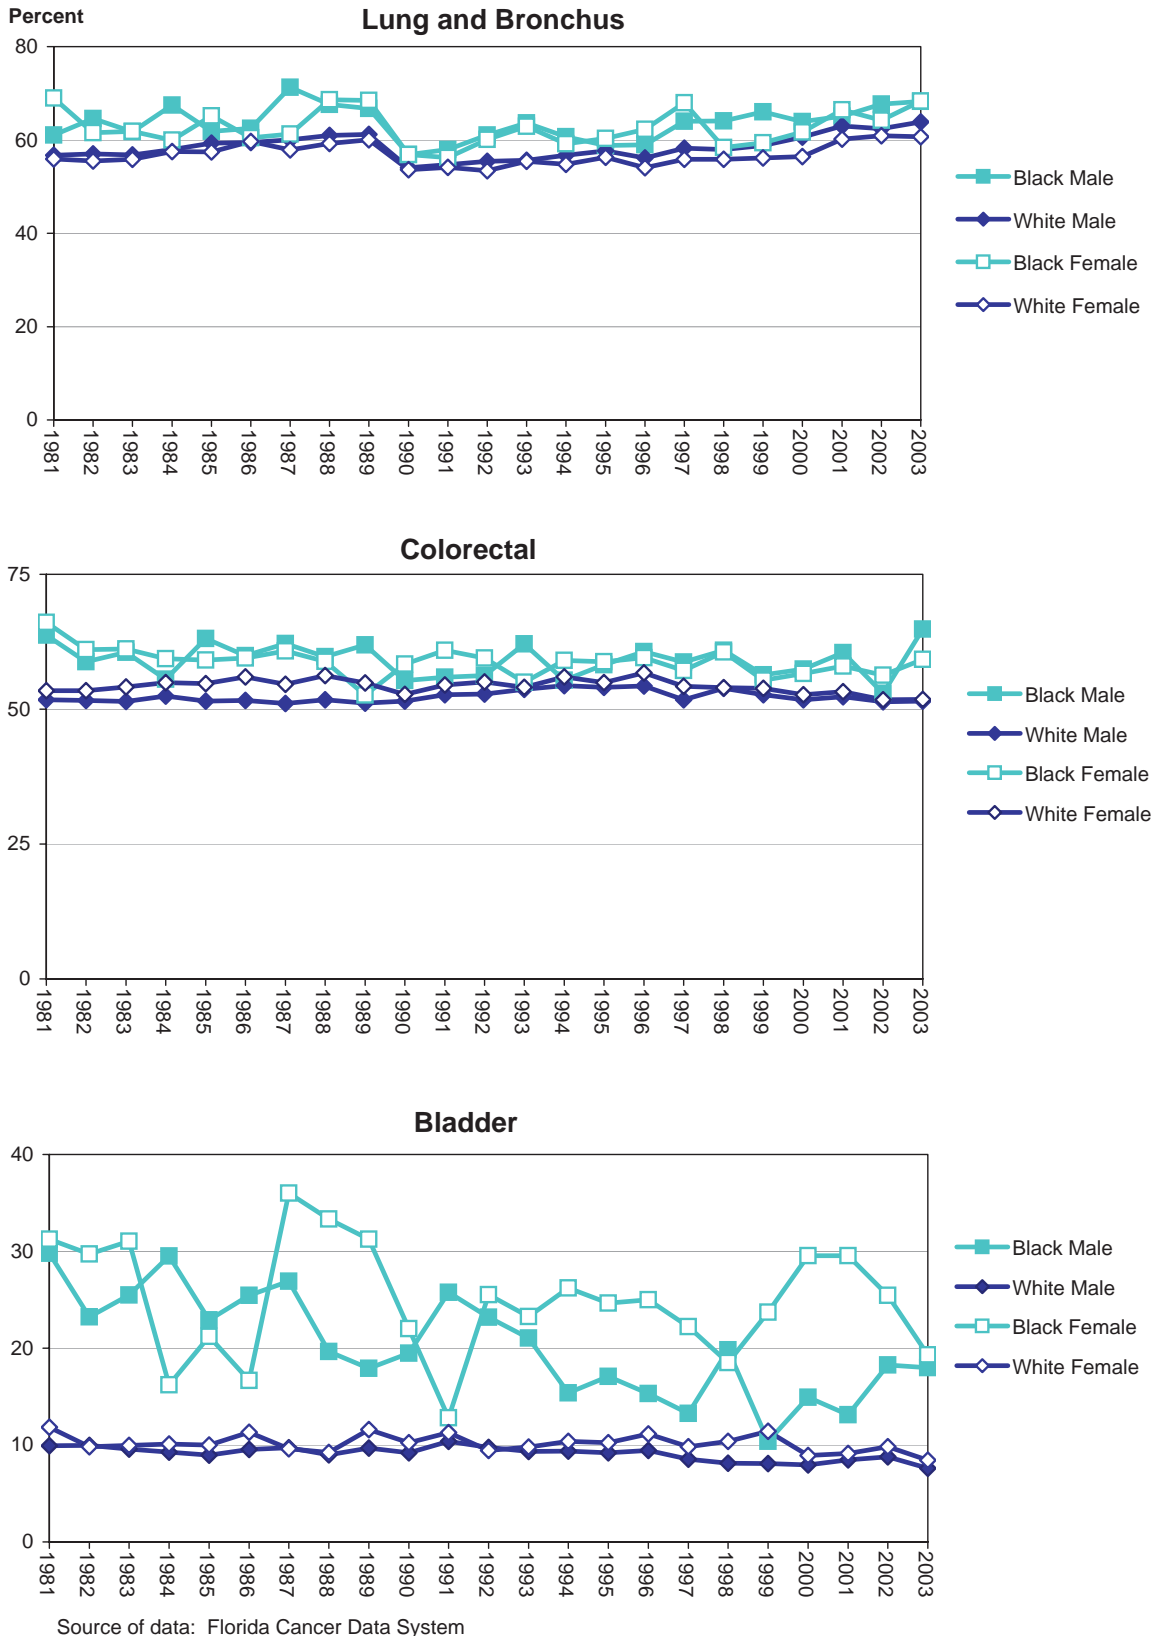 Percent
Lung and Bronchus
80
60
40
20
0
1981 1982 1983 1984 1985 1986 1987 1988 1989 1990 1991 1992 1993 1994 1995 1996 1997 1998 1999 2000 2001 2002 2003
Black Male
White Male
Black Female
White Female
Colorectal
75
50
25
0
1981 1982 1983 1984 1985 1986 1987 1988 1989 1990 1991 1992 1993 1994 1995 1996 1997 1998 1999 2000 2001 2002 2003
Black Male
White Male
Black Female
White Female
Bladder
40
30
20
10
0
1981 1982 1983 1984 1985 1986 1987 1988 1989 1990 1991 1992 1993 1994 1995 1996 1997 1998 1999 2000 2001 2002 2003
Black Male
White Male
Black Female
White Female
Source of data: Florida Cancer Data System